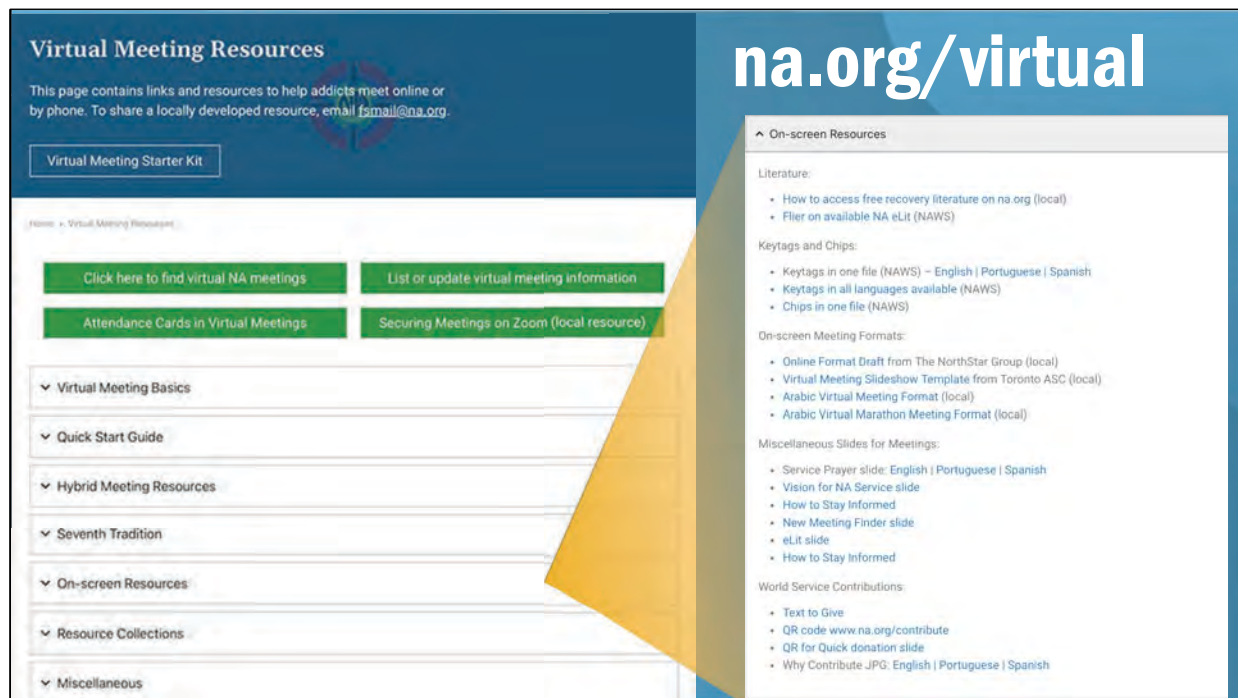 Virtual Meeting Resources
This page contains links and resources to help addicts meet online or
by phone. To share a locally developed resource, email fsmail@na.org.
Virtual Meeting Starter Kit
Home » Virtual Meeting Resources
Click here to find virtual NA meetings
List or update virtual meeting information
Attendance Cards in Virtual Meetings
Securing Meetings on Zoom (local resource)
Virtual Meeting Basics
Quick Start Guide
Hybrid Meeting Resources
Seventh Tradition
On-screen Resources
Resource Collections
Miscellaneous
na.org/virtual
On-screen Resources
Literature:
• How to access free recovery literature on na.org (local)
• Flier on available NA eLit (NAWS)
Keytags and Chips:
• Keytags in one file (NAWS) – English | Portuguese | Spanish
• Keytags in all languages available (NAWS)
• Chips in one file (NAWS)
On-screen Meeting Formats:
• Online Format Draft from The NorthStar Group (local)
• Virtual Meeting Slideshow Template from Toronto ASC (local)
• Arabic Virtual Meeting Format (local)
• Arabic Virtual Marathon Meeting Format (local)
Miscellaneous Slides for Meetings:
• Service Prayer slide: English | Portuguese | Spanish
• Vision for NA Service slide
• How to Stay Informed
• New Meeting Finder slide
• eLit slide
• How to Stay Informed
World Service Contributions:
• Text to Give
• QR code www.na.org/contribute
• QR for Quick donation slide
• Why Contribute JPG: English | Portuguese | Spanish